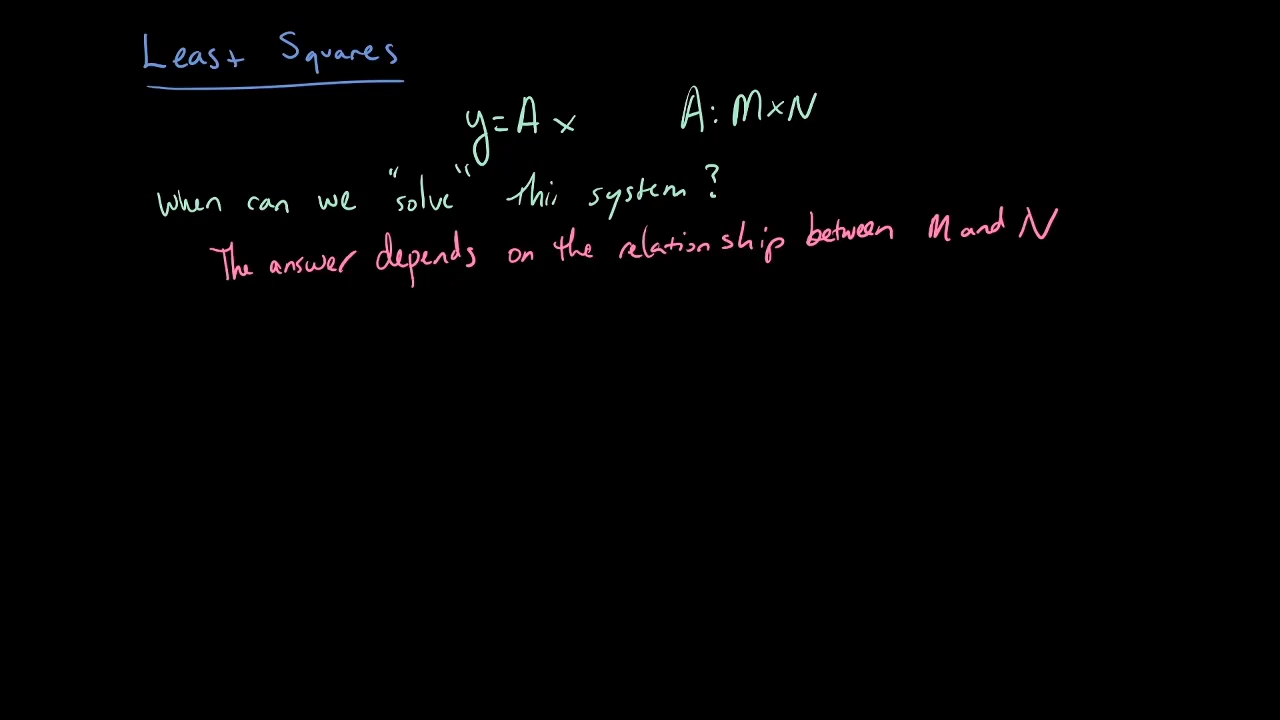 Least Squares
y = A x A: M×N
When can we "solve" this system?
The answer depends on the relationship between M and N